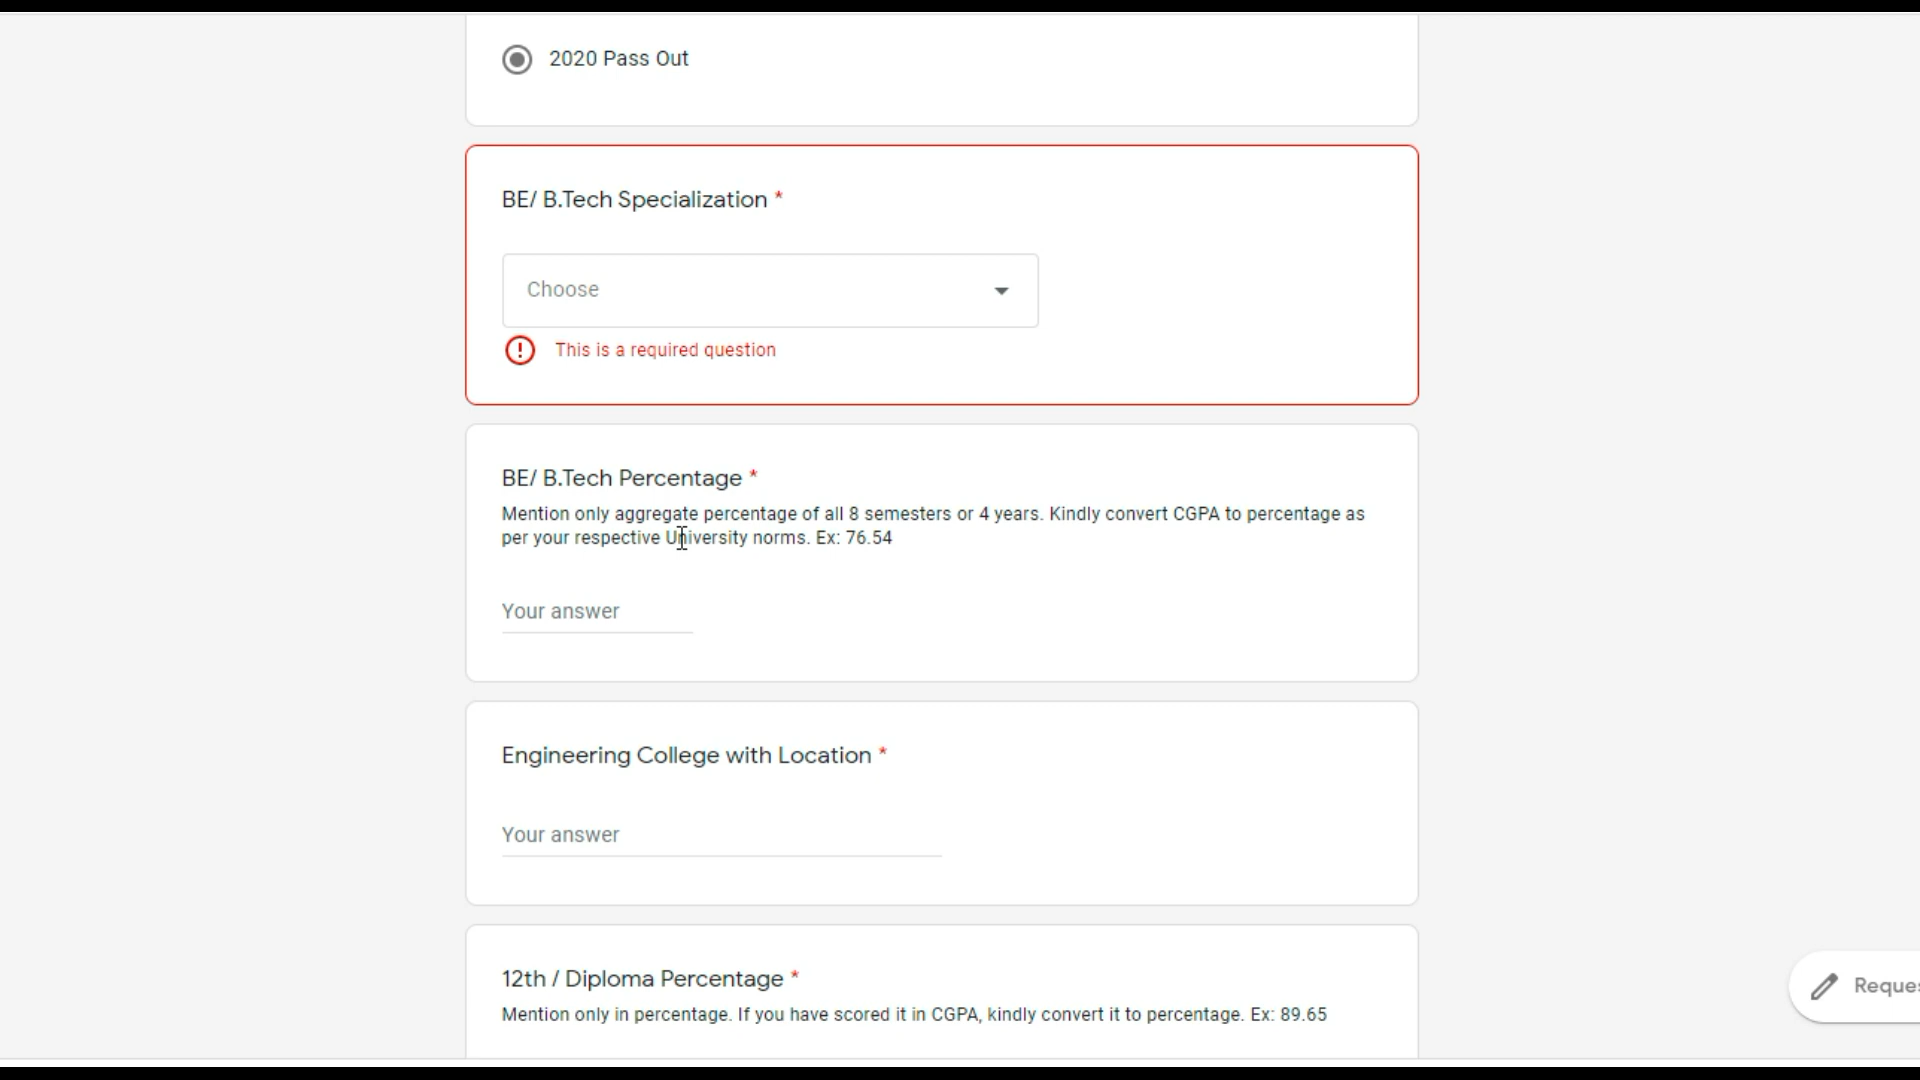 2020 Pass Out
BE/ B.Tech Specialization *
Choose
This is a required question
BE/ B.Tech Percentage *
Mention only aggregate percentage of all 8 semesters or 4 years. Kindly convert CGPA to percentage as
per your respective University norms. Ex: 76.54
Your answer
Engineering College with Location *
Your answer
12th / Diploma Percentage *
Mention only in percentage. If you have scored it in CGPA, kindly convert it to percentage. Ex: 89.65